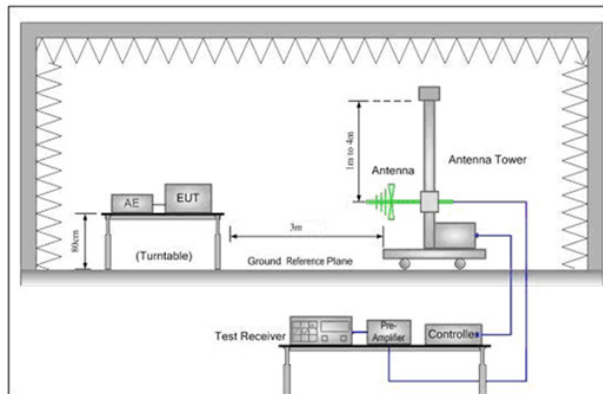 1m to 4m
Antenna
Antenna Tower
AE
EUT
80cm
(Turntable)
3m
Ground Reference Plane
Test Receiver
Pre-
Amplifier
Controller